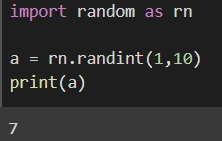 import random as rn
a = rn.randint(1,10)
print(a)
7